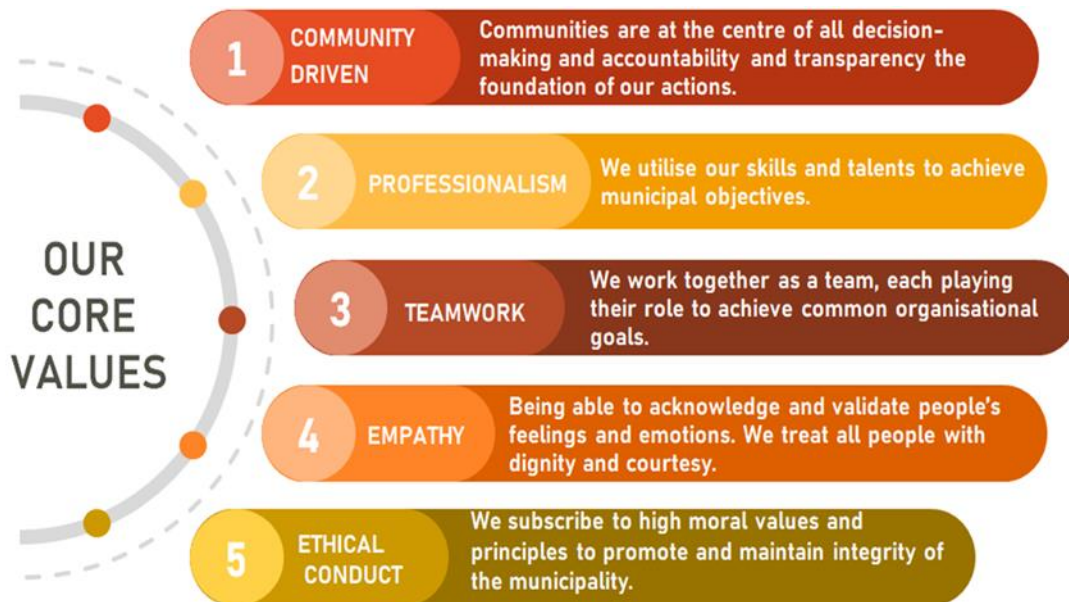 OUR
CORE
VALUES
1
COMMUNITY
DRIVEN
Communities are at the centre of all decision-
making and accountability and transparency the
foundation of our actions.
2
PROFESSIONALISM
We utilise our skills and talents to achieve
municipal objectives.
3
TEAMWORK
We work together as a team, each playing
their role to achieve common organisational
goals.
4
EMPATHY
Being able to acknowledge and validate people's
feelings and emotions. We treat all people with
dignity and courtesy.
5
ETHICAL
CONDUCT
We subscribe to high moral values and
principles to promote and maintain integrity of
the municipality.